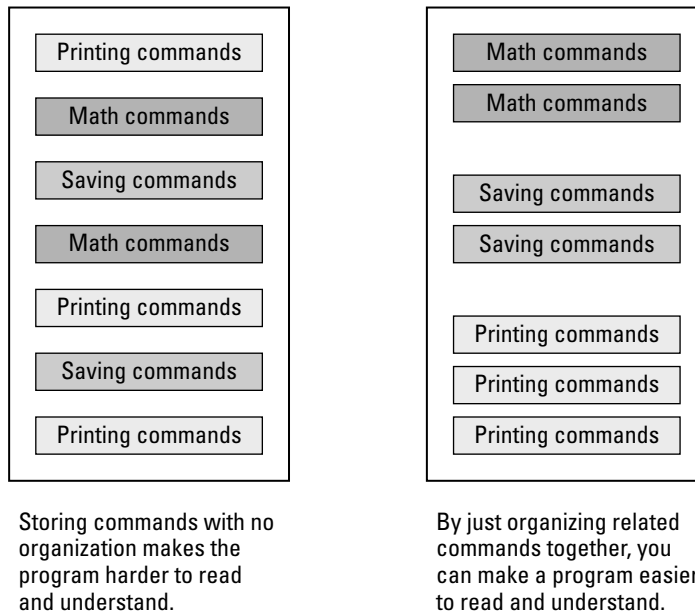 Printing commands
Math commands
Saving commands
Math commands
Printing commands
Saving commands
Printing commands
Storing commands with no
organization makes the
program harder to read
and understand.
Math commands
Math commands
Saving commands
Saving commands
Printing commands
Printing commands
Printing commands
By just organizing related
commands together, you
can make a program easier
to read and understand.